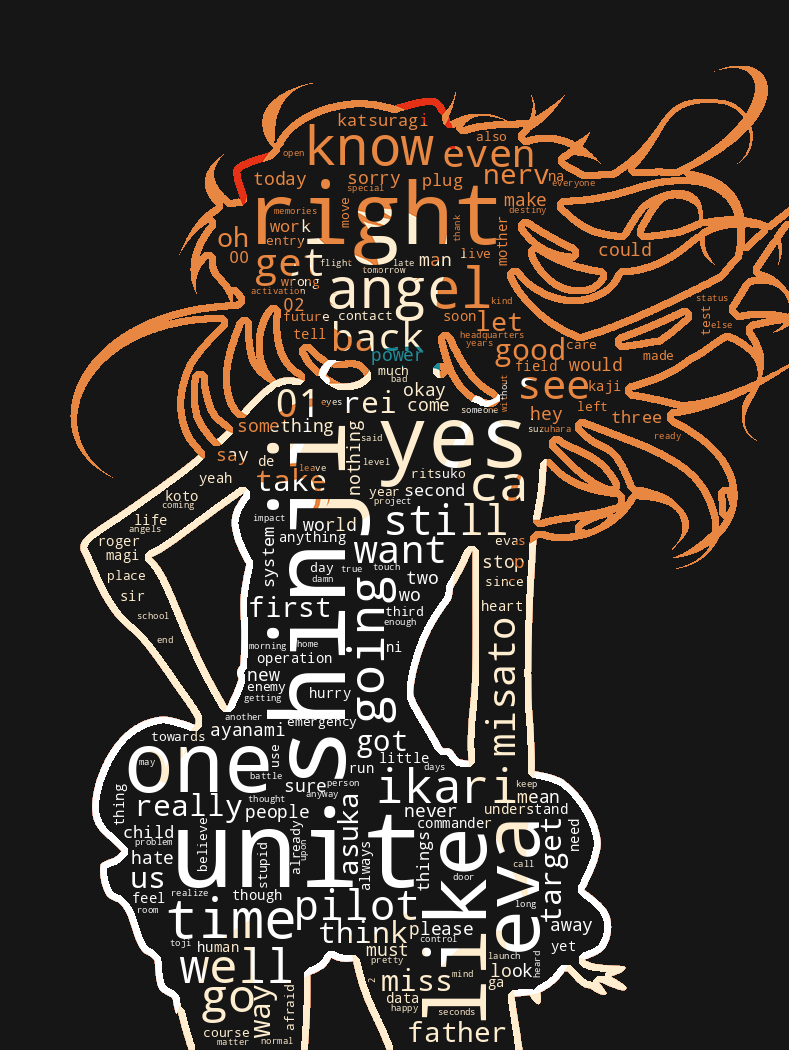 katsuragi
also
open
know
even
today
sorry
special
plug
nerv
na
everyone
right
memories
move
thank
mother
make
destiny
work
oh
entry
could
00
get
flight
late
man
live
tomorrow
wrong
activation
angel
kind
02
status
future
contact
soon
let
test
else
tell
back
headquarters
years
power
good
care
made
field
would
much
bad
okay
see
kaji
without
01
eyes
rei
come
someone
hey
left
three
suzuhara
something
nothing
said
yes
ready
say
de
level
leave
yeah
take
ritsuko
year
second
ca
project
koto
coming
life
angels
impact
world
still
shinji
system
anything
want
evas
roger
magi
day
true
touch
two
stop
place
damn
since
sir
first
going
wo
third
enough
heart
school
end
morning
home
ni
misato
operation
new
enemy
getting
hurry
another
emergency
towards
ayanami
got
one
may
use
little
run
days
battle
sure
person
ikari
keep
thing
really
thought
anyway
mean
people
never
understand
child
problem
believe
unit
already
upon
asuka
commander
need
hate
stupid
always
things
like
eva
call
target
us
door
feel
realize
though
room
time
pilot
long
think
please
away
toji
human
control
must
yet
well
pretty
launch
heard
look
2
miss
mind
ga
go
way
afraid
data
happy
seconds
course
matter
normal
father